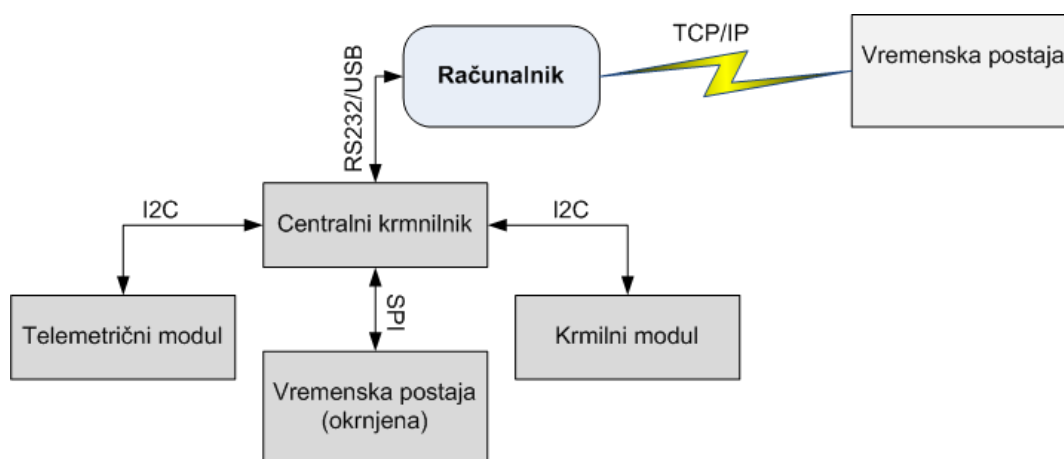 TCP/IP
Vremenska postaja
Računalnik
RS232/USB
I2C
Centralni krmnilnik
I2C
Telemetrični modul
SPI
Krmilni modul
Vremenska postaja
(okrnjena)